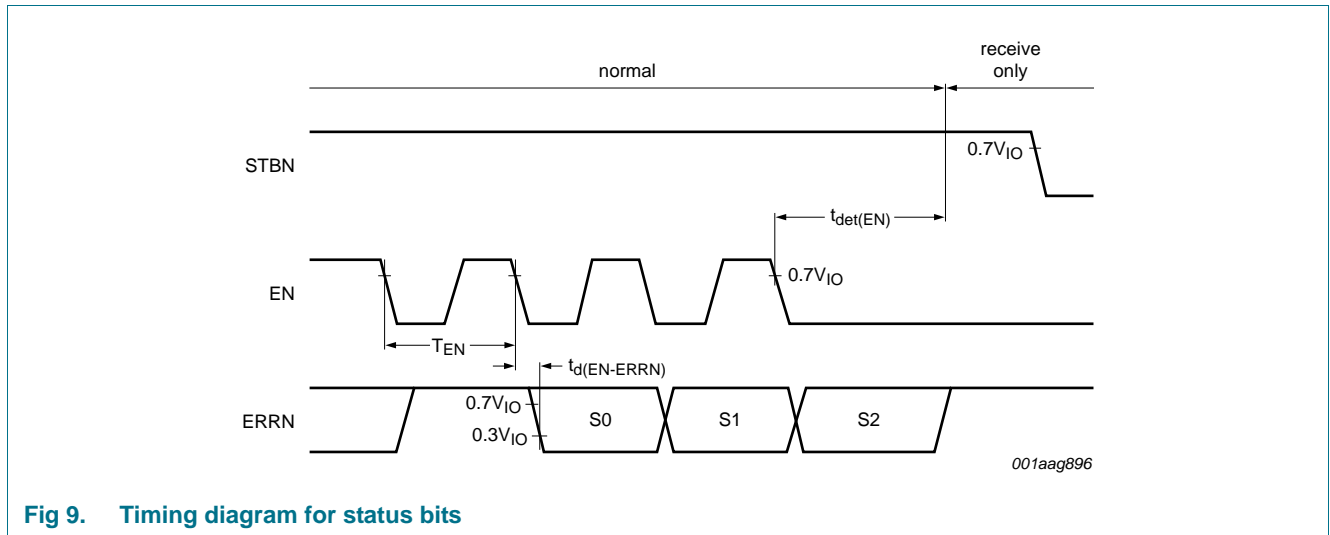 receive
only
normal
STBN
0.7VIO
tdet(EN)
EN
0.7VIO
TEN
td(EN-ERRN)
ERRN
0.7VIO
0.3VIO
S0
S1
S2
001aag896
Fig 9. Timing diagram for status bits